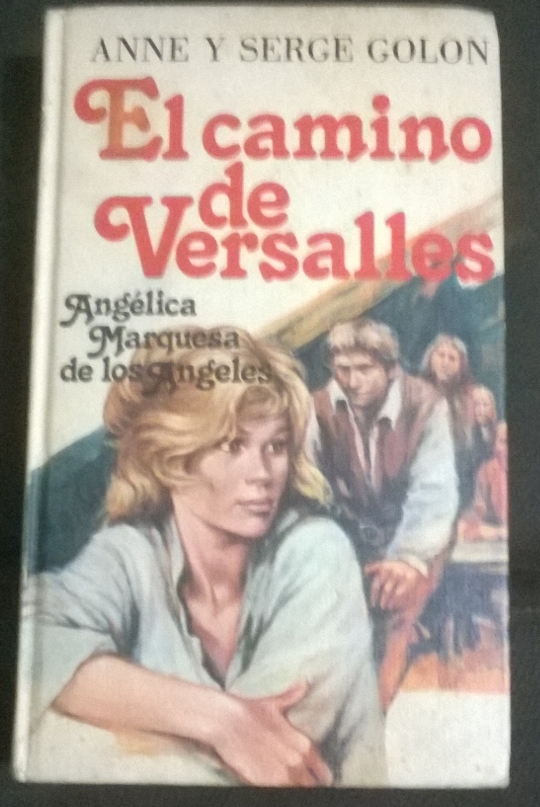 ANNE Y SERGE GOLON
El camino
de
Versalles
Angélica
Marquesa
de los Angeles